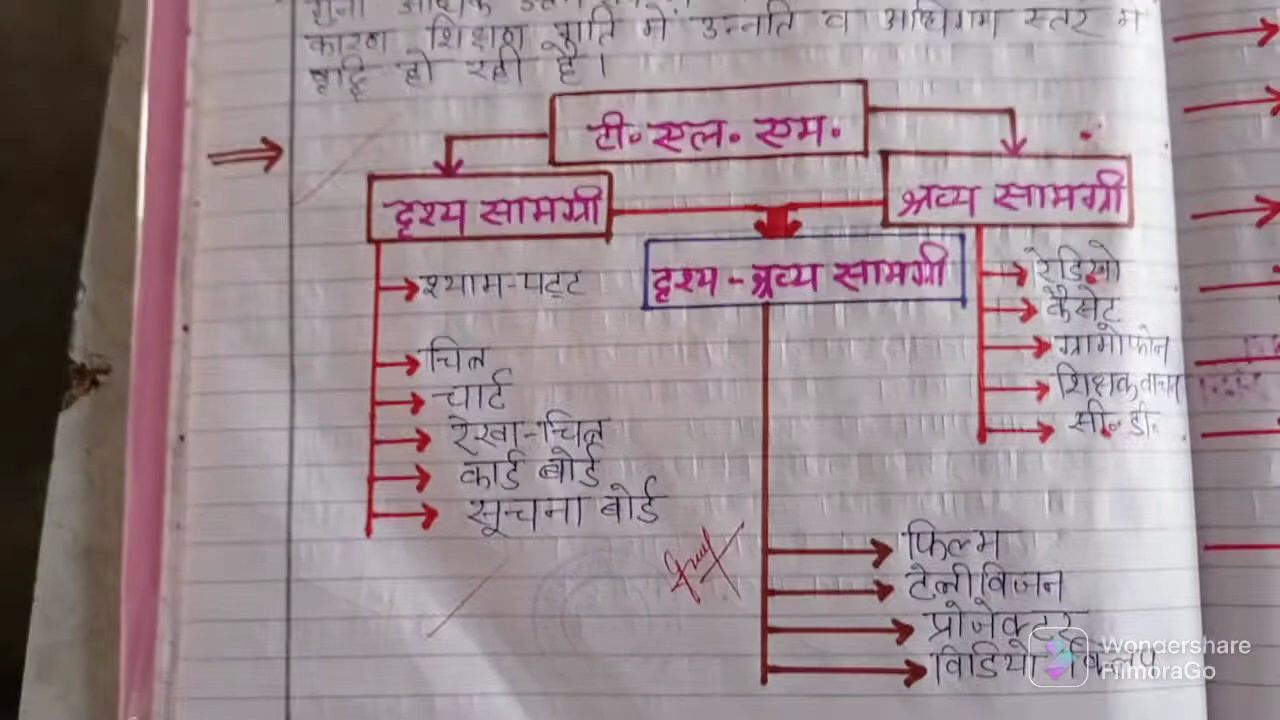 कारण शिक्षण गति में उन्नति व अधिगम स्तर में
वृद्धि हो रही है।
टी॰ एल॰ एम॰
दृश्य सामग्री
श्रव्य सामग्री
दृश्य - श्रव्य सामग्री
श्याम-पट्ट
चित्र
चार्ट
रेखा-चित्र
कार्ड बोर्ड
सूचना बोर्ड
रेडियो
कैसेट
ग्रामोफोन
शिक्षक वाचन
सी॰ डी॰
फिल्म
टेलीविजन
प्रोजेक्टर
विडियो
Wondershare
FilmoraGo